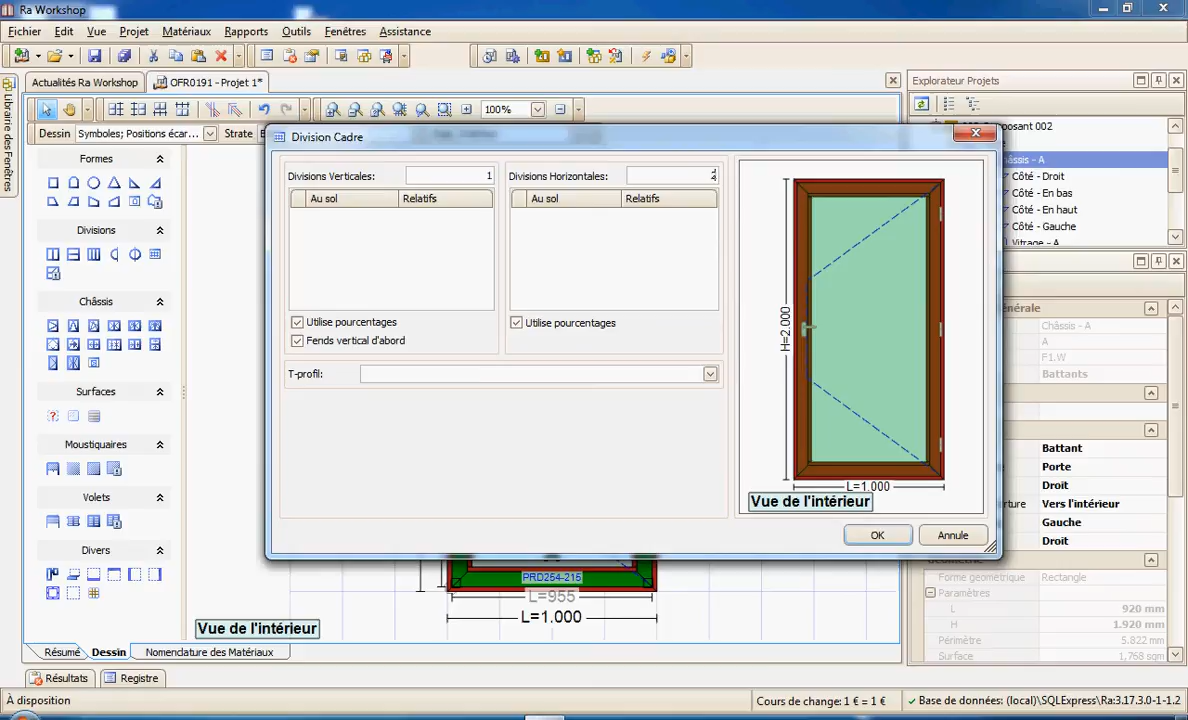 Ra Workshop
Fichier Edit Vue Projet Matériaux Rapports Outils Fenêtres Assistance
Actualités Ra Workshop
OFR0191 - Projet 1*
Explorateur Projets
100%
Dessin Symboles; Positions écar... Strate
Librairie des Fenêtres
Formes
Divisions
Châssis
Surfaces
Moustiquaires
Volets
Divers
Division Cadre
Divisions Verticales: 1
Au sol Relatifs
Utilise pourcentages
Fends vertical d'abord
Divisions Horizontales:
Au sol Relatifs
Utilise pourcentages
T-profil:
H=2.000
L=1.000
Vue de l'intérieur
OK
Annule
posant 002
hâssis - A
Côté - Droit
Côté - En bas
Côté - En haut
Côté - Gauche
Vitrage - A
nérale
Châssis - A
A
F1.W
Battants
Battant
Porte
Droit
erture Vers l'intérieur
Gauche
Droit
Géométrie
Forme géométrique Rectangle
Paramètres
L 920 mm
H 1.920 mm
Périmètre 5.822 mm
Surface 1,768 sqm
PRD254-215
L=955
L=1.000
Vue de l'intérieur
Résumé Dessin Nomenclature des Matériaux
Résultats Registre
À disposition
Cours de change: 1 € = 1 €
Base de données: (local)\SQLExpress\Ra:3.17.3.0-1-1.2